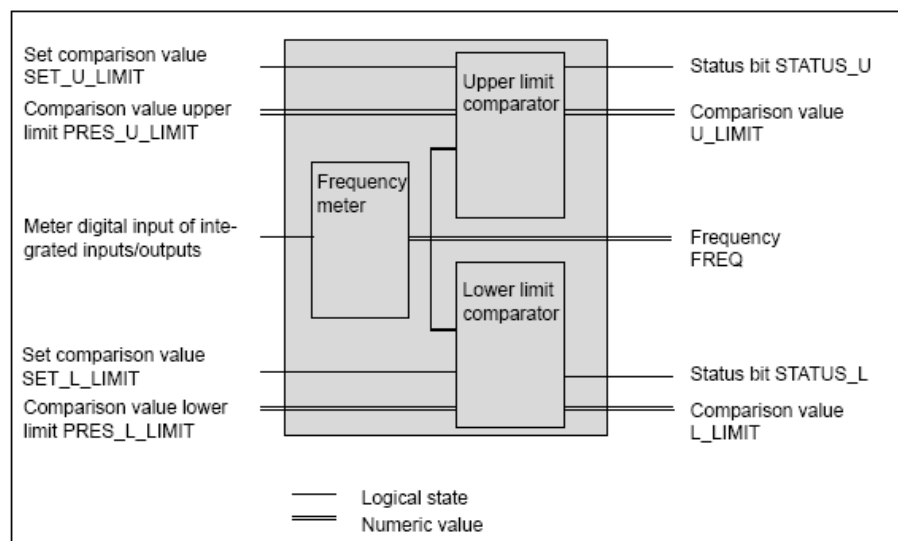 Set comparison value
SET_U_LIMIT
Comparison value upper
limit PRES_U_LIMIT
Meter digital input of inte-
grated inputs/outputs
Set comparison value
SET_L_LIMIT
Comparison value lower
limit PRES_L_LIMIT
Frequency
meter
Upper limit
comparator
Lower limit
comparator
Status bit STATUS_U
Comparison value
U_LIMIT
Frequency
FREQ
Status bit STATUS_L
Comparison value
L_LIMIT
Logical state
Numeric value